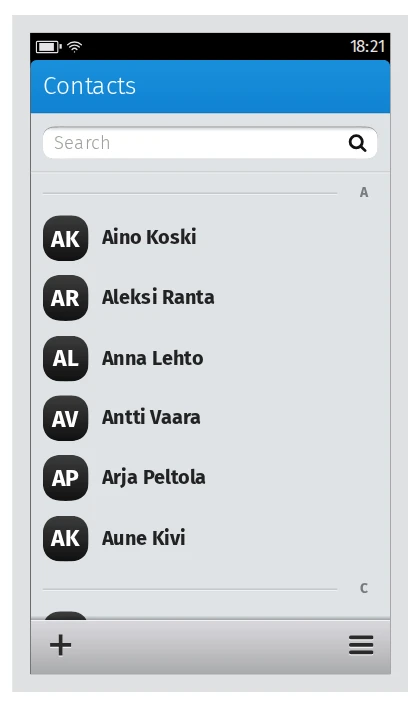 18:21
Contacts
Search
A
AK Aino Koski
AR Aleksi Ranta
AL Anna Lehto
AV Antti Vaara
AP Arja Peltola
AK Aune Kivi
C